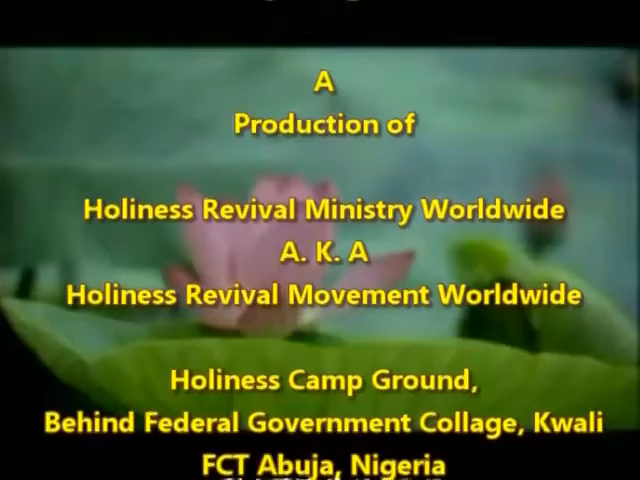 A
Production of
Holiness Revival Ministry Worldwide
A. K. A
Holiness Revival Movement Worldwide
Holiness Camp Ground,
Behind Federal Government Collage, Kwali
FCT Abuja, Nigeria